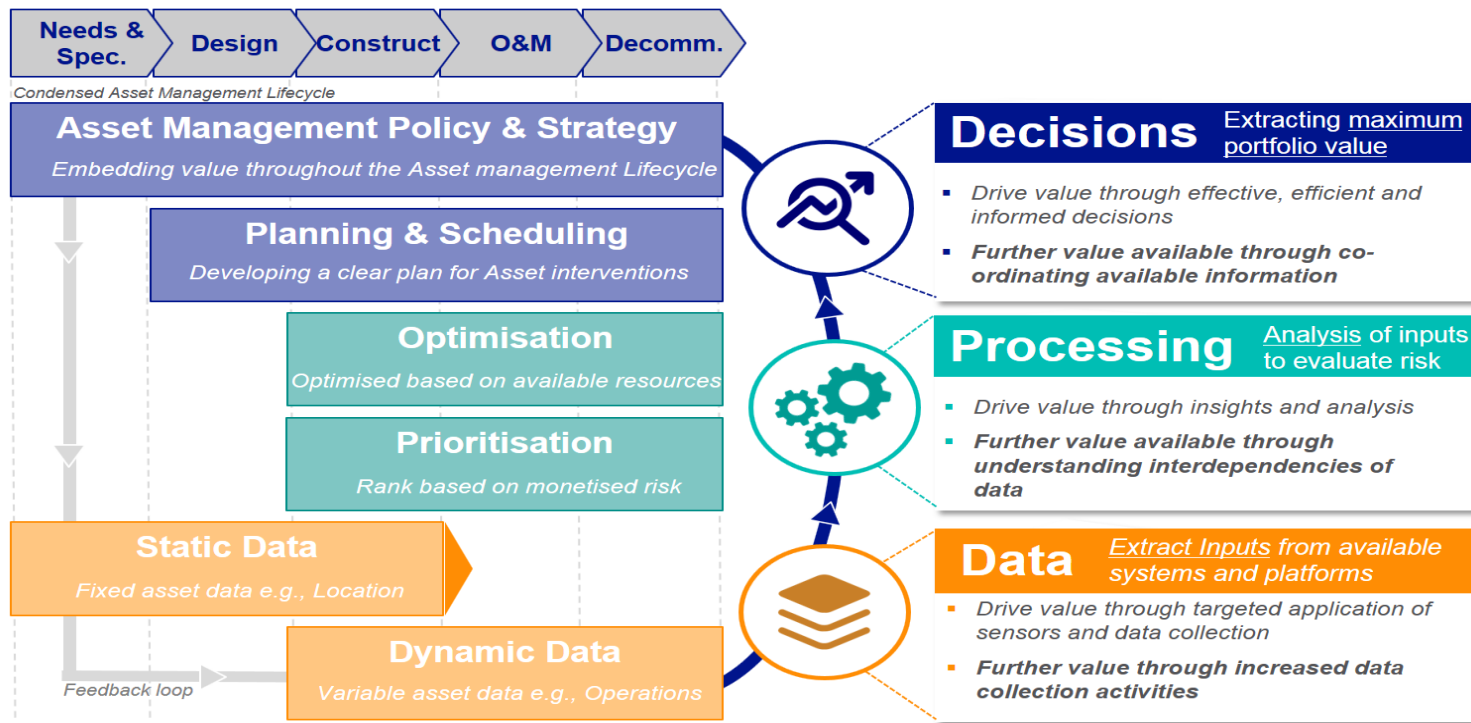 Needs &
Spec.
Design
Construct
O&M
Decomm.
Condensed Asset Management Lifecycle
Asset Management Policy & Strategy
Embedding value throughout the Asset management Lifecycle
Planning & Scheduling
Developing a clear plan for Asset interventions
Optimisation
Optimised based on available resources
Prioritisation
Rank based on monetised risk
Static Data
Fixed asset data e.g., Location
Dynamic Data
Variable asset data e.g., Operations
Feedback loop
Decisions
Extracting maximum
portfolio value
▪ Drive value through effective, efficient and
informed decisions
▪ Further value available through co-
ordinating available information
Processing
Analysis of inputs
to evaluate risk
▪ Drive value through insights and analysis
▪ Further value available through
understanding interdependencies of
data
Data
Extract Inputs from available
systems and platforms
▪ Drive value through targeted application of
sensors and data collection
▪ Further value through increased data
collection activities